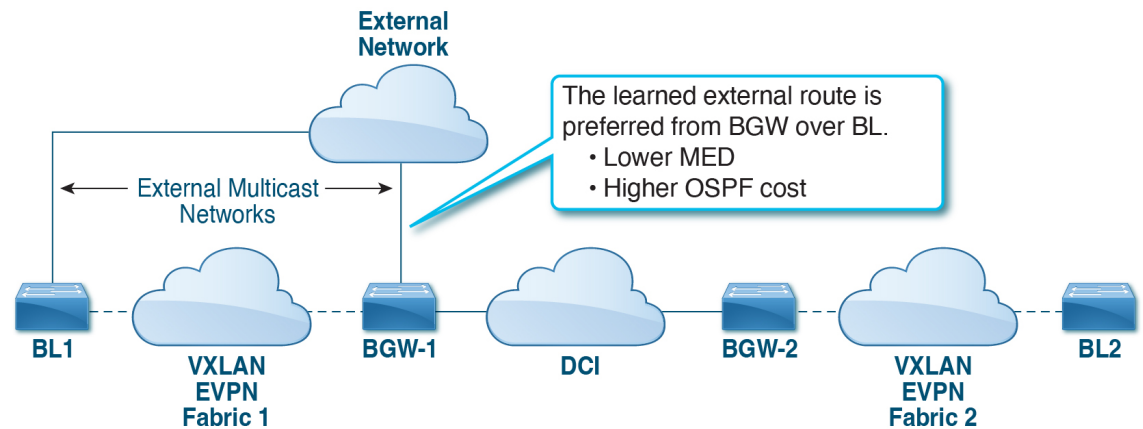 External
Network
The learned external route is
preferred from BGW over BL.
• Lower MED
• Higher OSPF cost
External Multicast
Networks
BL1
VXLAN
EVPN
Fabric 1
BGW-1
DCI
BGW-2
VXLAN
EVPN
Fabric 2
BL2